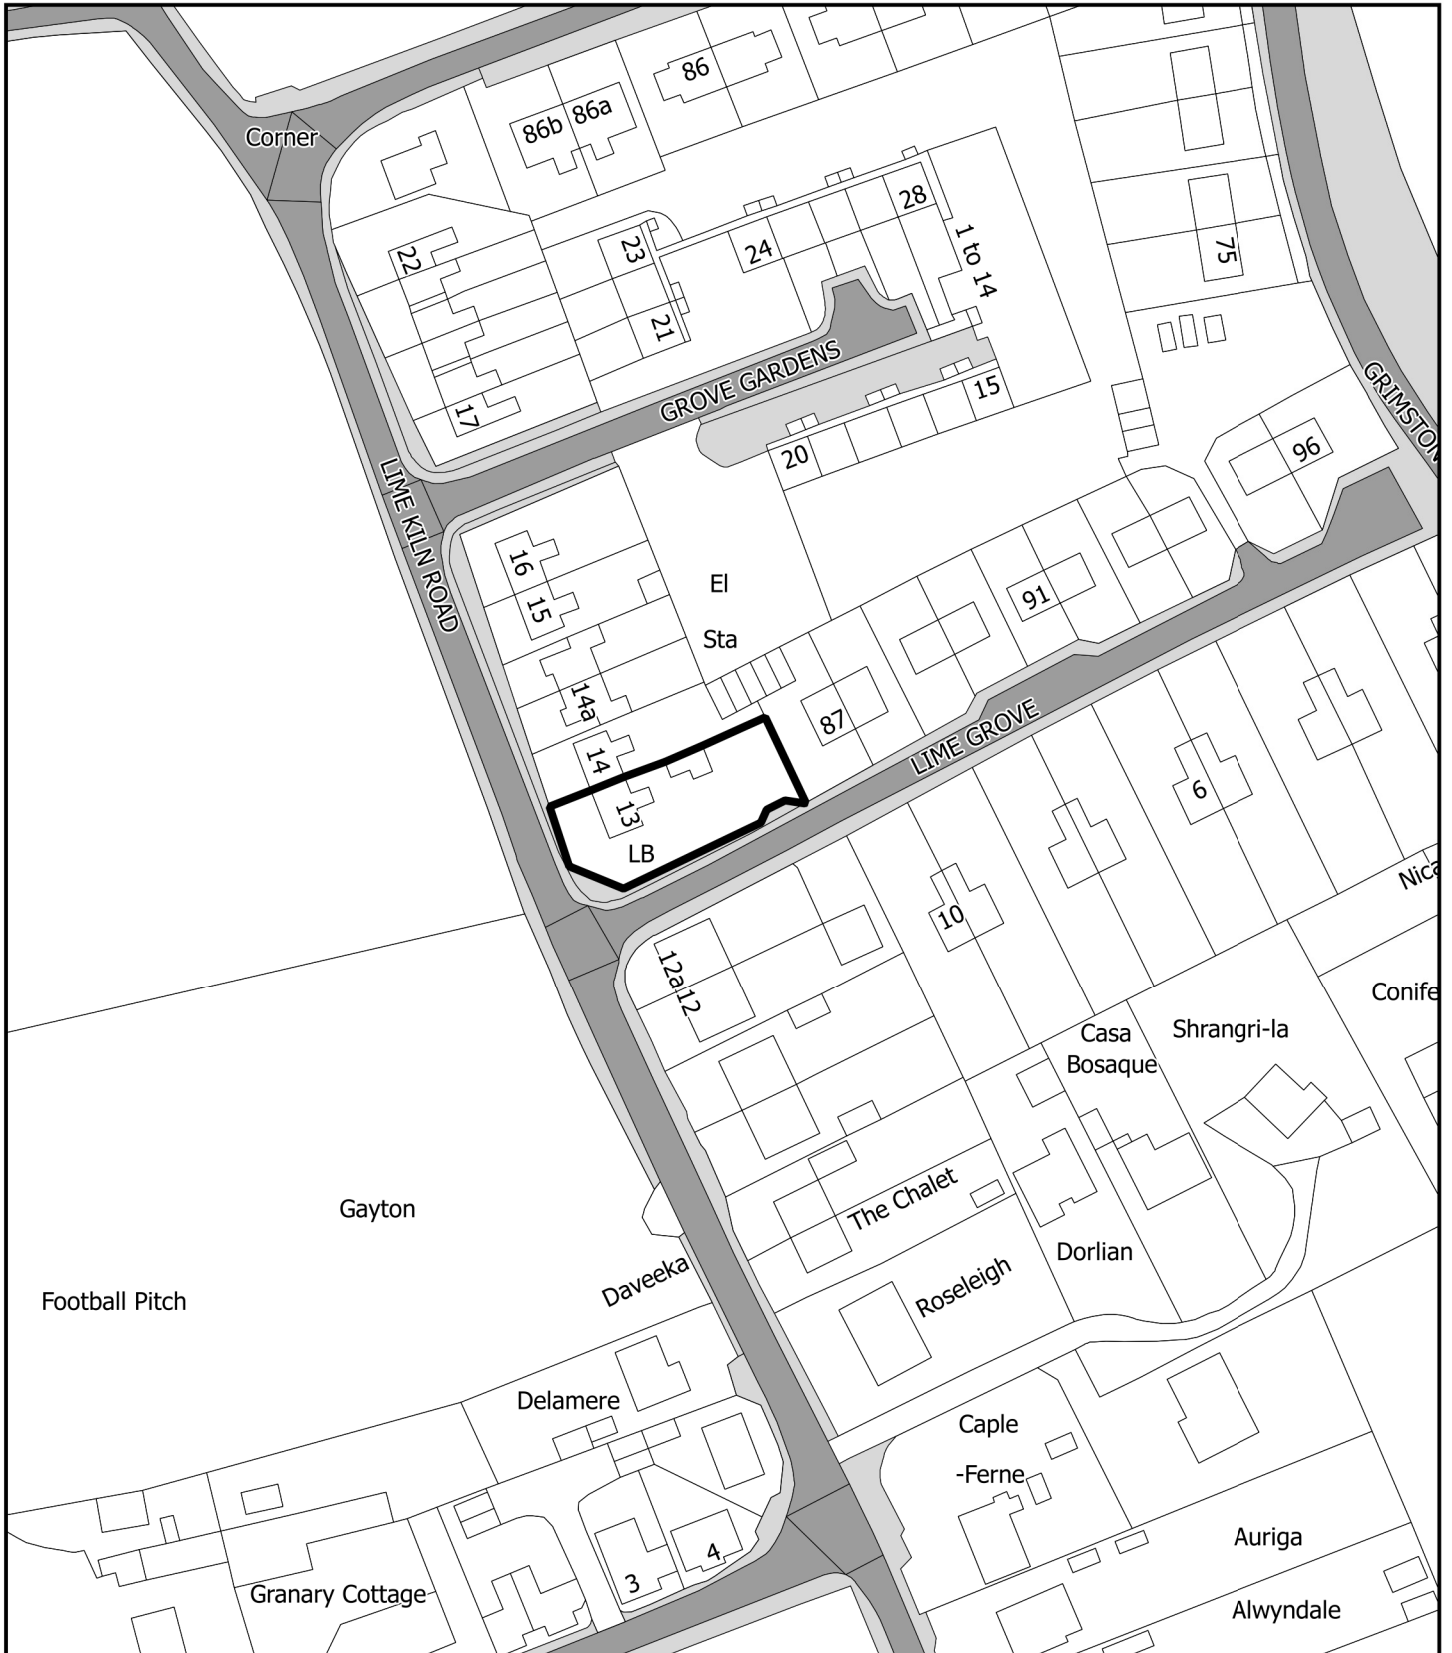 86
86a
86b
Corner
28
22
23
24
1 to 14
75
21
GROVE GARDENS
15
17
GRIMSTON
20
96
LIME KILN ROAD
16
El
Sta
15
91
14a
87
LIME GROVE
14
13
6
LB
Nica
10
12a
12
Conife
Casa
Bosaque
Shrangri-la
Gayton
The Chalet
Dorlian
Daveeka
Roseleigh
Football Pitch
Delamere
Caple
-Ferne
Auriga
4
3
Granary Cottage
Alwyndale